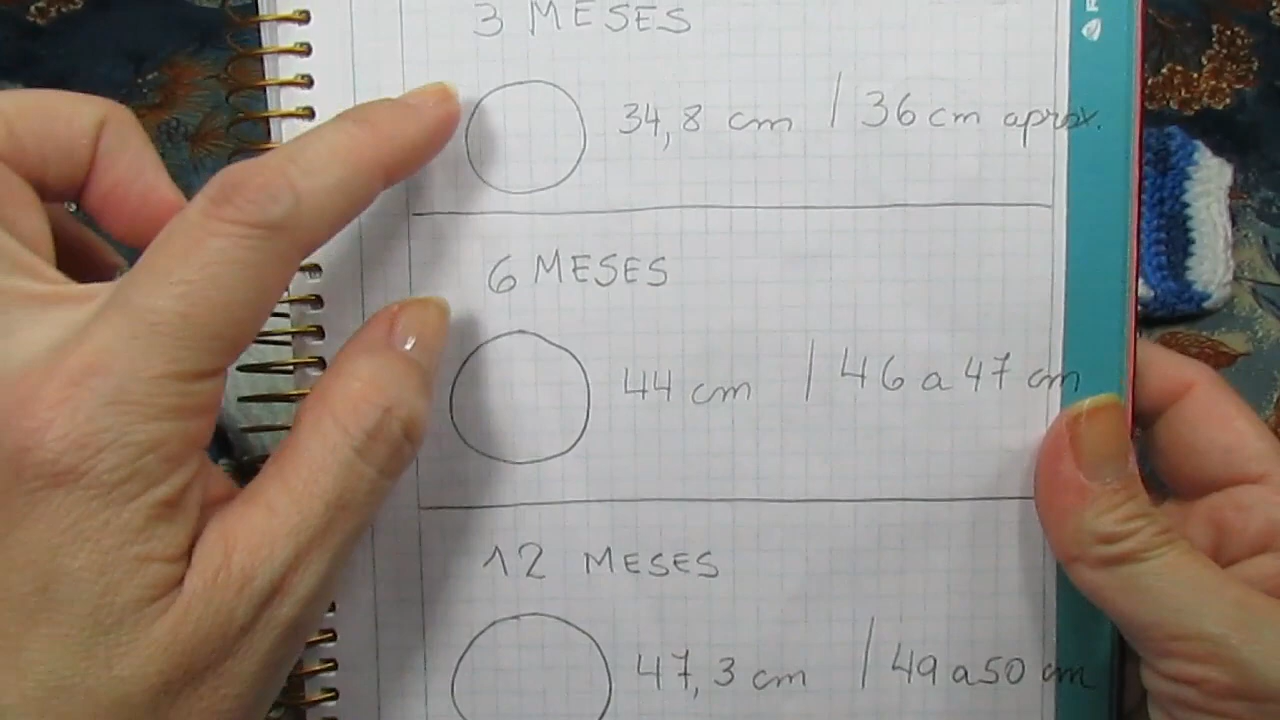 3 MESES
34,8 cm / 36 cm aprox.
6 MESES
44 cm / 46 a 47 cm
12 MESES
47,3 cm / 49 a 50 cm